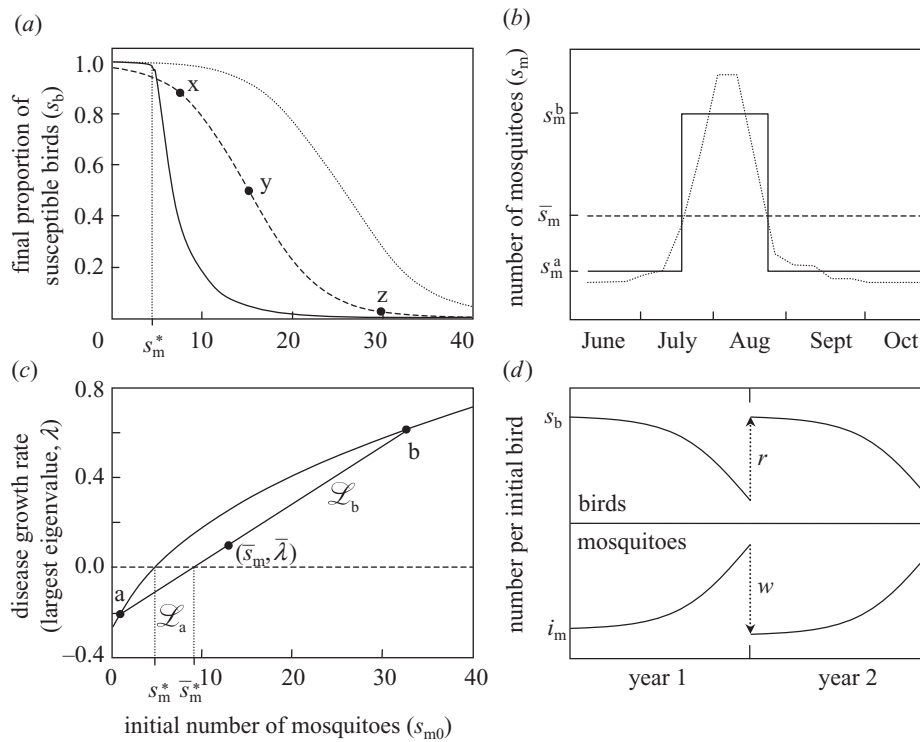 (a)
final proportion of
susceptible birds (s_b)
1.0
0.8
0.6
0.4
0.2
0
s_m^*
10
20
30
40
x
y
z
(b)
number of mosquitoes (s_m)
s_m^b
s̄_m
s_m^a
June
July
Aug
Sept
Oct
(c)
disease growth rate
(largest eigenvalue, λ)
0.8
0.4
0.0
−0.4
a
b
ℒ_a
ℒ_b
(s̄_m, λ̄)
0
10
20
30
40
s_m^*
s̄_m^*
initial number of mosquitoes (s_m0)
(d)
number per initial bird
s_b
i_m
birds
mosquitoes
r
w
year 1
year 2